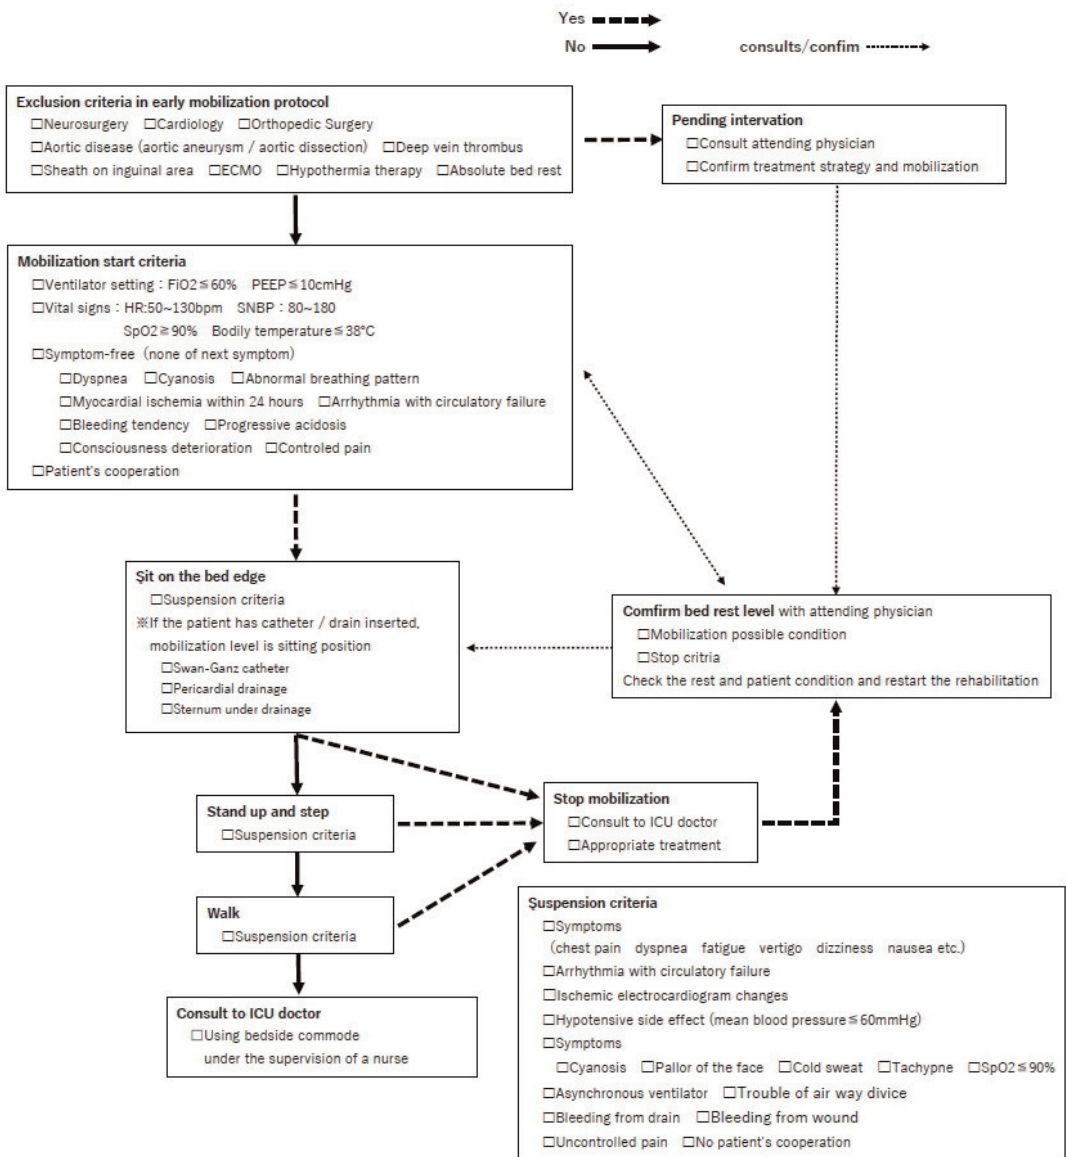 Yes
No
consults/confim
Exclusion criteria in early mobilization protocol
□Neurosurgery □Cardiology □Orthopedic Surgery
□Aortic disease (aortic aneurysm / aortic dissection) □Deep vein thrombus
□Sheath on inguinal area □ECMO □Hypothermia therapy □Absolute bed rest
Pending intervation
□Consult attending physician
□Confirm treatment strategy and mobilization
Mobilization start criteria
□Ventilator setting : FiO2≦60% PEEP≦10cmHg
□Vital signs : HR:50~130bpm SNBP : 80~180
SpO2≧90% Bodily temperature≦38°C
□Symptom-free (none of next symptom)
□Dyspnea □Cyanosis □Abnormal breathing pattern
□Myocardial ischemia within 24 hours □Arrhythmia with circulatory failure
□Bleeding tendency □Progressive acidosis
□Consciousness deterioration □Controled pain
□Patient's cooperation
Sit on the bed edge
□Suspension criteria
※If the patient has catheter / drain inserted,
mobilization level is sitting position
□Swan-Ganz catheter
□Pericardial drainage
□Sternum under drainage
Comfirm bed rest level with attending physician
□Mobilization possible condition
□Stop critria
Check the rest and patient condition and restart the rehabilitation
Stand up and step
□Suspension criteria
Stop mobilization
□Consult to ICU doctor
□Appropriate treatment
Walk
□Suspension criteria
Consult to ICU doctor
□Using bedside commode
under the supervision of a nurse
Suspension criteria
□Symptoms
(chest pain dyspnea fatigue vertigo dizziness nausea etc.)
□Arrhythmia with circulatory failure
□Ischemic electrocardiogram changes
□Hypotensive side effect (mean blood pressure≦60mmHg)
□Symptoms
□Cyanosis □Pallor of the face □Cold sweat □Tachypne □SpO2≦90%
□Asynchronous ventilator □Trouble of air way divice
□Bleeding from drain □Bleeding from wound
□Uncontrolled pain □No patient's cooperation